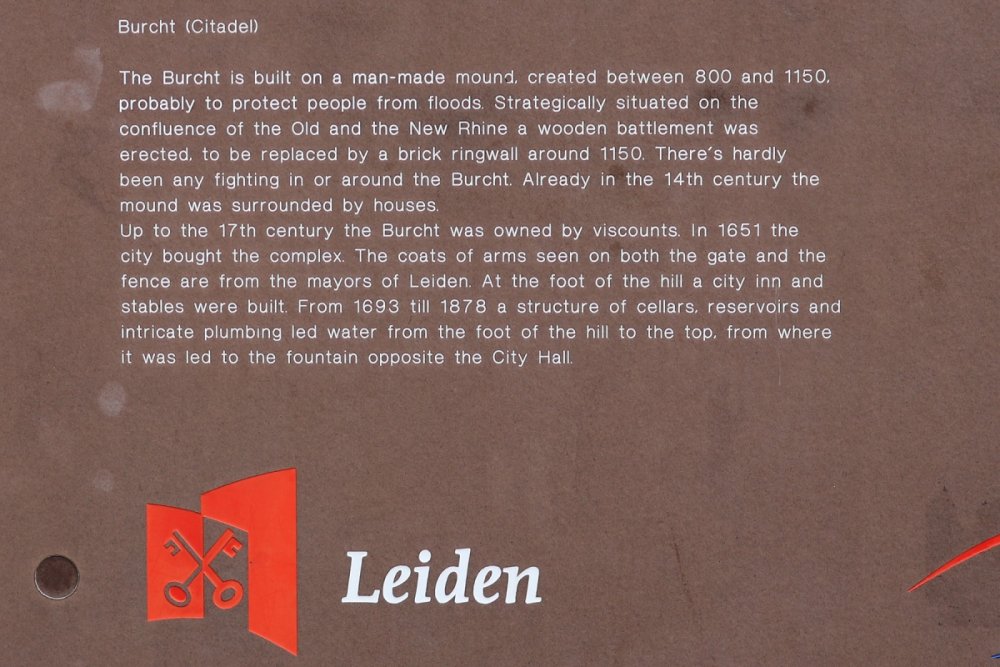 Burcht (Citadel)
The Burcht is built on a man-made mound, created between 800 and 1150,
probably to protect people from floods. Strategically situated on the
confluence of the Old and the New Rhine a wooden battlement was
erected, to be replaced by a brick ringwall around 1150. There's hardly
been any fighting in or around the Burcht. Already in the 14th century the
mound was surrounded by houses.
Up to the 17th century the Burcht was owned by viscounts. In 1651 the
city bought the complex. The coats of arms seen on both the gate and the
fence are from the mayors of Leiden. At the foot of the hill a city inn and
stables were built. From 1693 till 1878 a structure of cellars, reservoirs and
intricate plumbing led water from the foot of the hill to the top, from where
it was led to the fountain opposite the City Hall.
Leiden